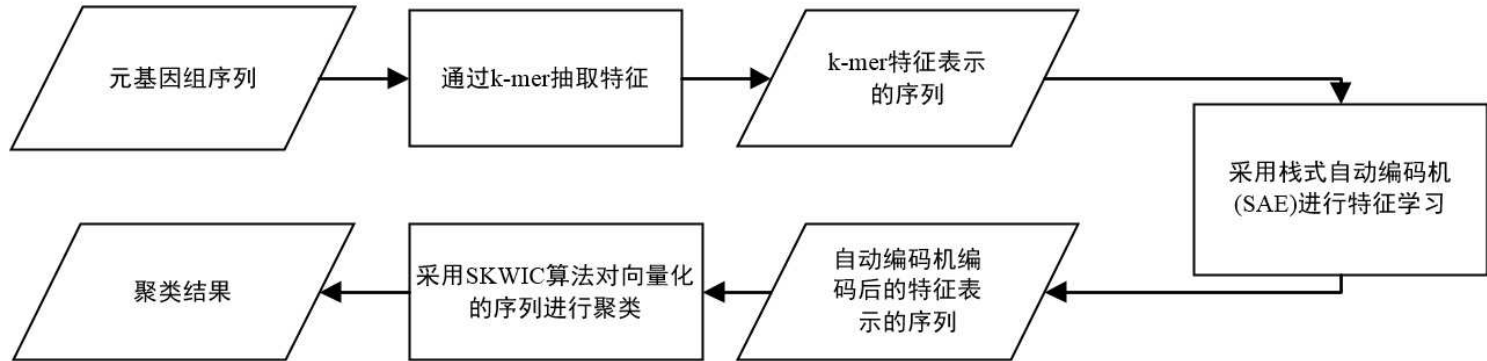 元基因组序列
通过k-mer抽取特征
k-mer特征表示
的序列
采用栈式自动编码机
(SAE)进行特征学习
自动编码机编
码后的特征表
示的序列
采用SKWIC算法对向量化
的序列进行聚类
聚类结果